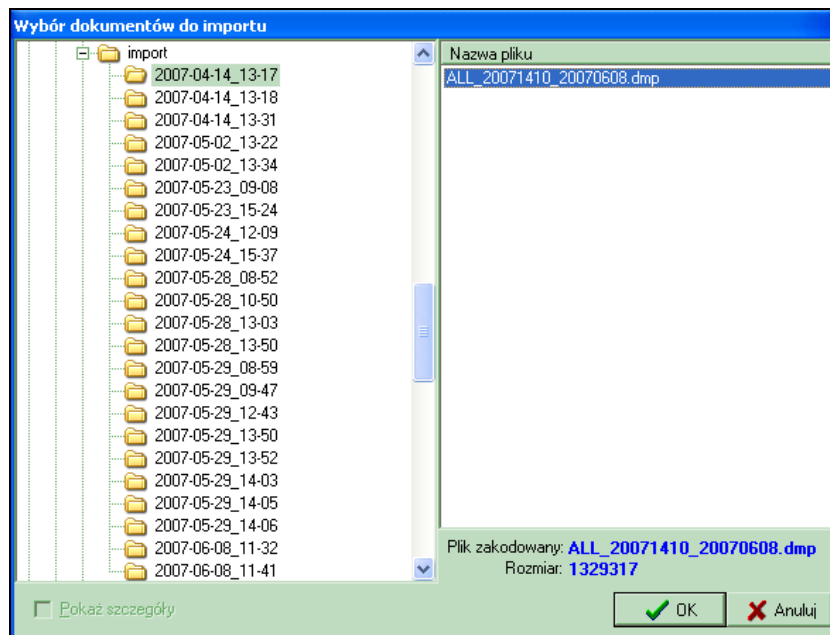 Wybór dokumentów do importu
import
2007-04-14_13-17
2007-04-14_13-18
2007-04-14_13-31
2007-05-02_13-22
2007-05-02_13-34
2007-05-23_09-08
2007-05-23_15-24
2007-05-24_12-09
2007-05-24_15-37
2007-05-28_08-52
2007-05-28_10-50
2007-05-28_13-03
2007-05-28_13-50
2007-05-29_08-59
2007-05-29_09-47
2007-05-29_12-43
2007-05-29_13-50
2007-05-29_13-52
2007-05-29_14-03
2007-05-29_14-05
2007-05-29_14-06
2007-06-08_11-32
2007-06-08_11-41
Nazwa pliku
ALL_20071410_20070608.dmp
Plik zakodowany: ALL_20071410_20070608.dmp
Rozmiar: 1329317
Pokaż szczegóły
OK
Anuluj